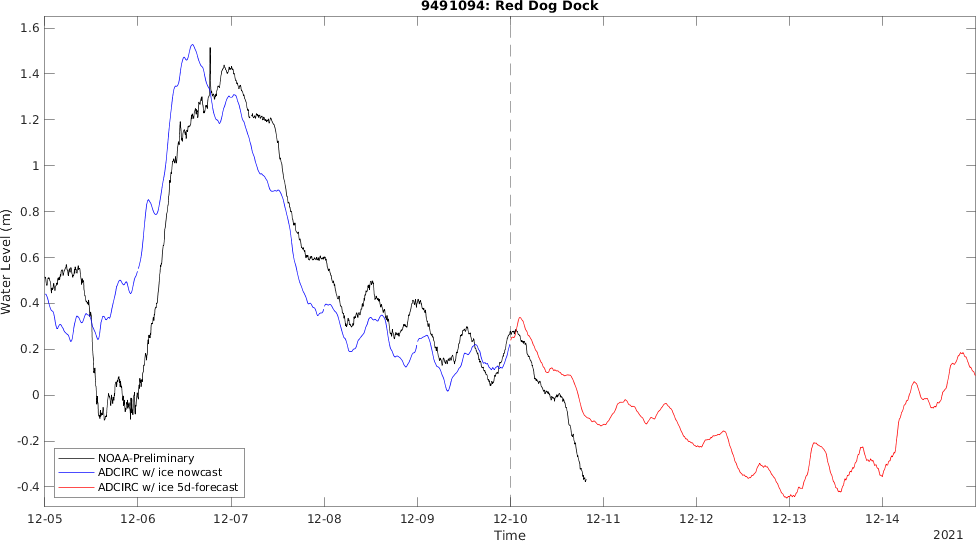 9491094: Red Dog Dock
Water Level (m)
1.6
1.4
1.2
1
0.8
0.6
0.4
0.2
0
-0.2
-0.4
NOAA-Preliminary
ADCIRC w/ ice nowcast
ADCIRC w/ ice 5d-forecast
12-05 12-06 12-07 12-08 12-09 12-10 12-11 12-12 12-13 12-14
Time
2021